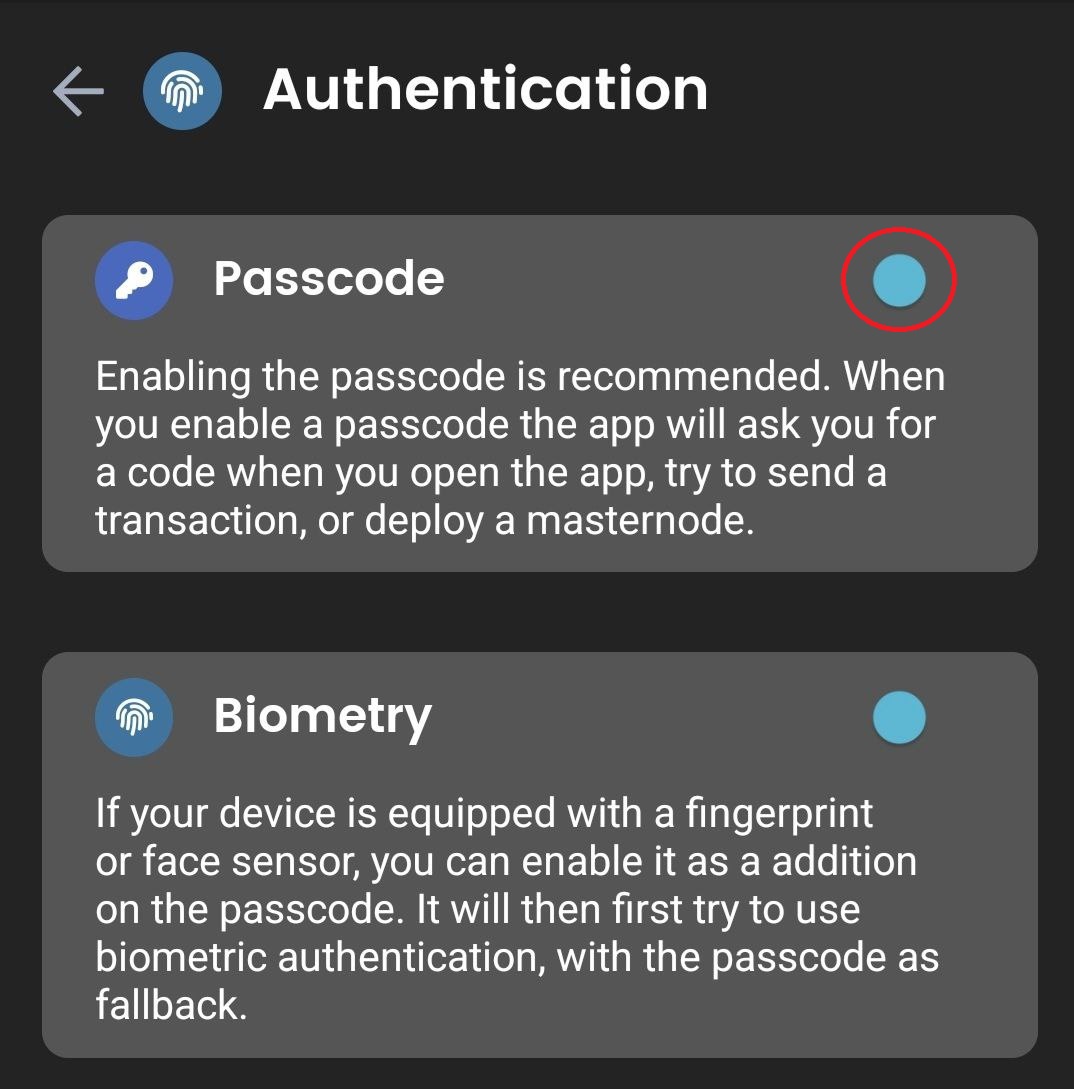 Authentication
Passcode
Enabling the passcode is recommended. When
you enable a passcode the app will ask you for
a code when you open the app, try to send a
transaction, or deploy a masternode.
Biometry
If your device is equipped with a fingerprint
or face sensor, you can enable it as a addition
on the passcode. It will then first try to use
biometric authentication, with the passcode as
fallback.